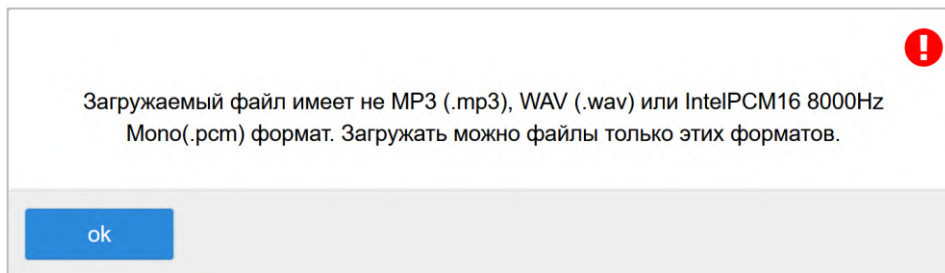 Загружаемый файл имеет не MP3 (.mp3), WAV (.wav) или IntelPCM16 8000Hz
Mono(.pcm) формат. Загружать можно файлы только этих форматов.
ok